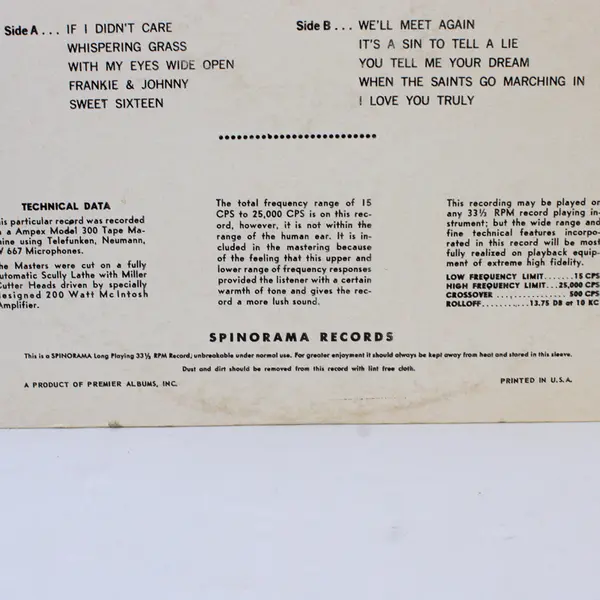 Side A... IF I DIDN'T CARE
WHISPERING GRASS
WITH MY EYES WIDE OPEN
FRANKIE & JOHNNY
SWEET SIXTEEN
Side B... WE'LL MEET AGAIN
IT'S A SIN TO TELL A LIE
YOU TELL ME YOUR DREAM
WHEN THE SAINTS GO MARCHING IN
I LOVE YOU TRULY
TECHNICAL DATA
his particular record was recorded
n a Ampex Model 300 Tape Ma-
hine using Telefunken, Neumann,
667 Microphones.
he Masters were cut on a fully
utomatic Scully Lathe with Miller
Cutter Heads driven by specially
esigned 200 Watt McIntosh
Amplifier.
The total frequency range of 15
CPS to 25,000 CPS is on this rec-
ord, however, it is not within the
range of the human ear. It is in-
cluded in the mastering because
of the feeling that this upper and
lower range of frequency responses
provided the listener with a certain
warmth of tone and gives the rec-
ord a more lush sound.
This recording may be played on
any 33⅓ RPM record playing in-
strument; but the wide range and
fine technical features incorpo-
rated in this record will be most
fully realized on playback equip-
ment of extreme high fidelity.
LOW FREQUENCY LIMIT.......15 CPS
HIGH FREQUENCY LIMIT...25,000 CPS
CROSSOVER ................ 500 CPS
ROLLOFF...........13.75 DB at 10 KC
SPINORAMA RECORDS
This is a SPINORAMA Long Playing 33⅓ RPM Record; unbreakable under normal use. For greater enjoyment it should always be kept away from heat and stored in this sleeve.
Dust and dirt should be removed from this record with lint free cloth.
A PRODUCT OF PREMIER ALBUMS, INC.
PRINTED IN U.S.A.